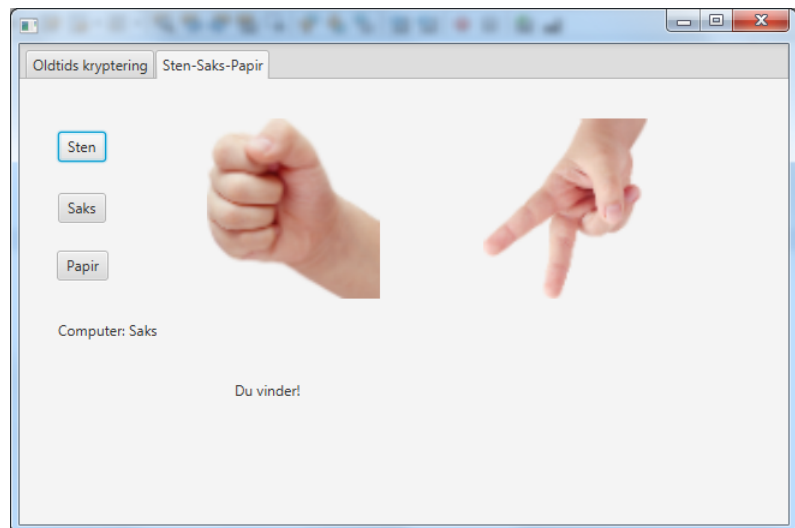 Oldtids kryptering Sten-Saks-Papir
Sten
Saks
Papir
Computer: Saks
Du vinder!